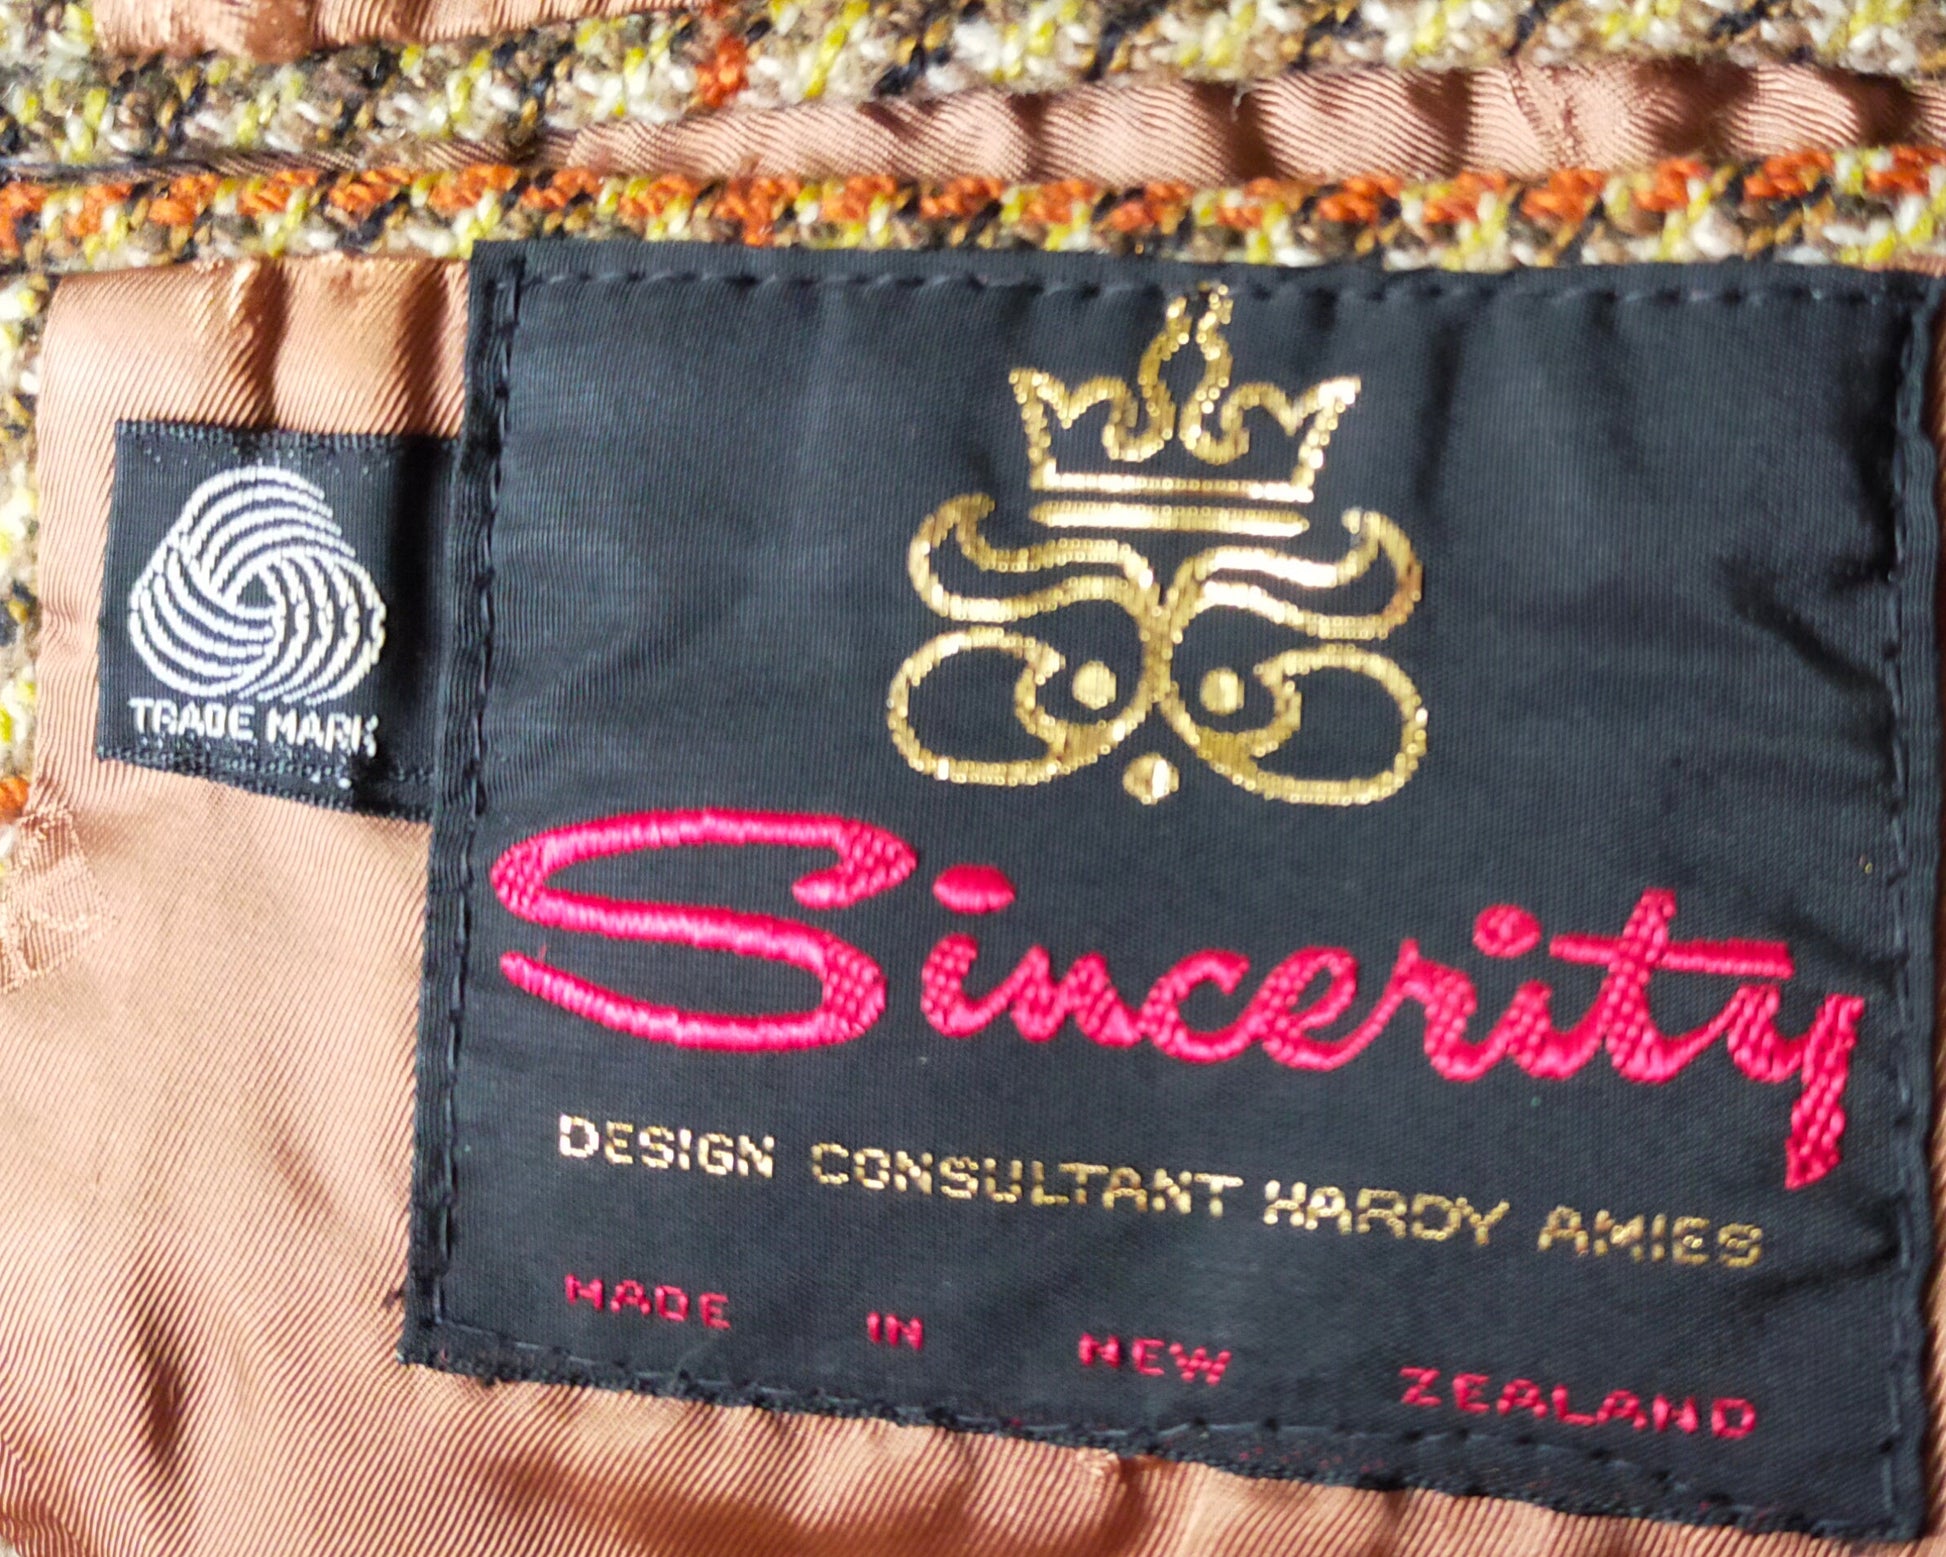 TRADE MARK
Sincerity
DESIGN CONSULTANT HARDY AMIES
MADE IN NEW ZEALAND